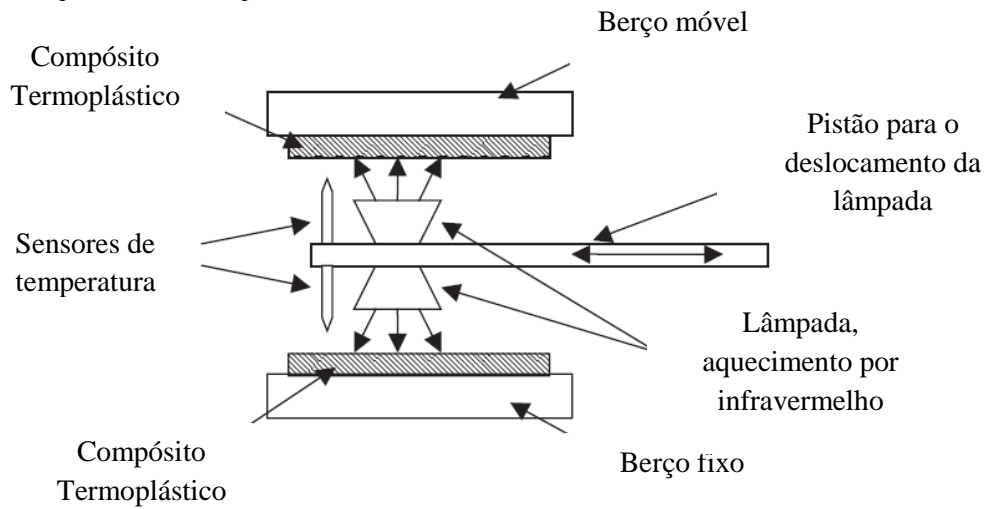 Berço móvel
Compósito
Termoplástico
Pistão para o
deslocamento da
lâmpada
Sensores de
temperatura
Lâmpada,
aquecimento por
infravermelho
Compósito
Termoplástico
Berço fixo